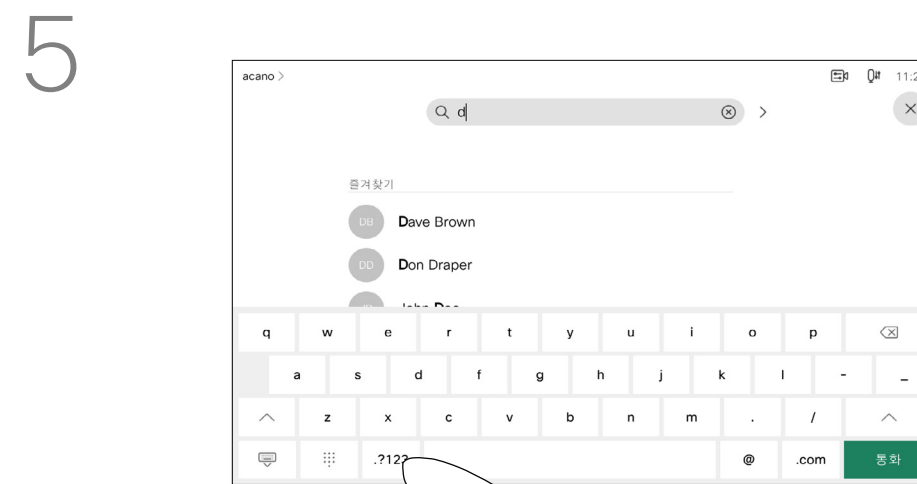 5
acano >
11:2
d
즐겨찾기
DB Dave Brown
DD Don Draper
q w e r t y u i o p
a s d f g h j k l - _
z x c v b n m . /
.?123 @ .com 통화